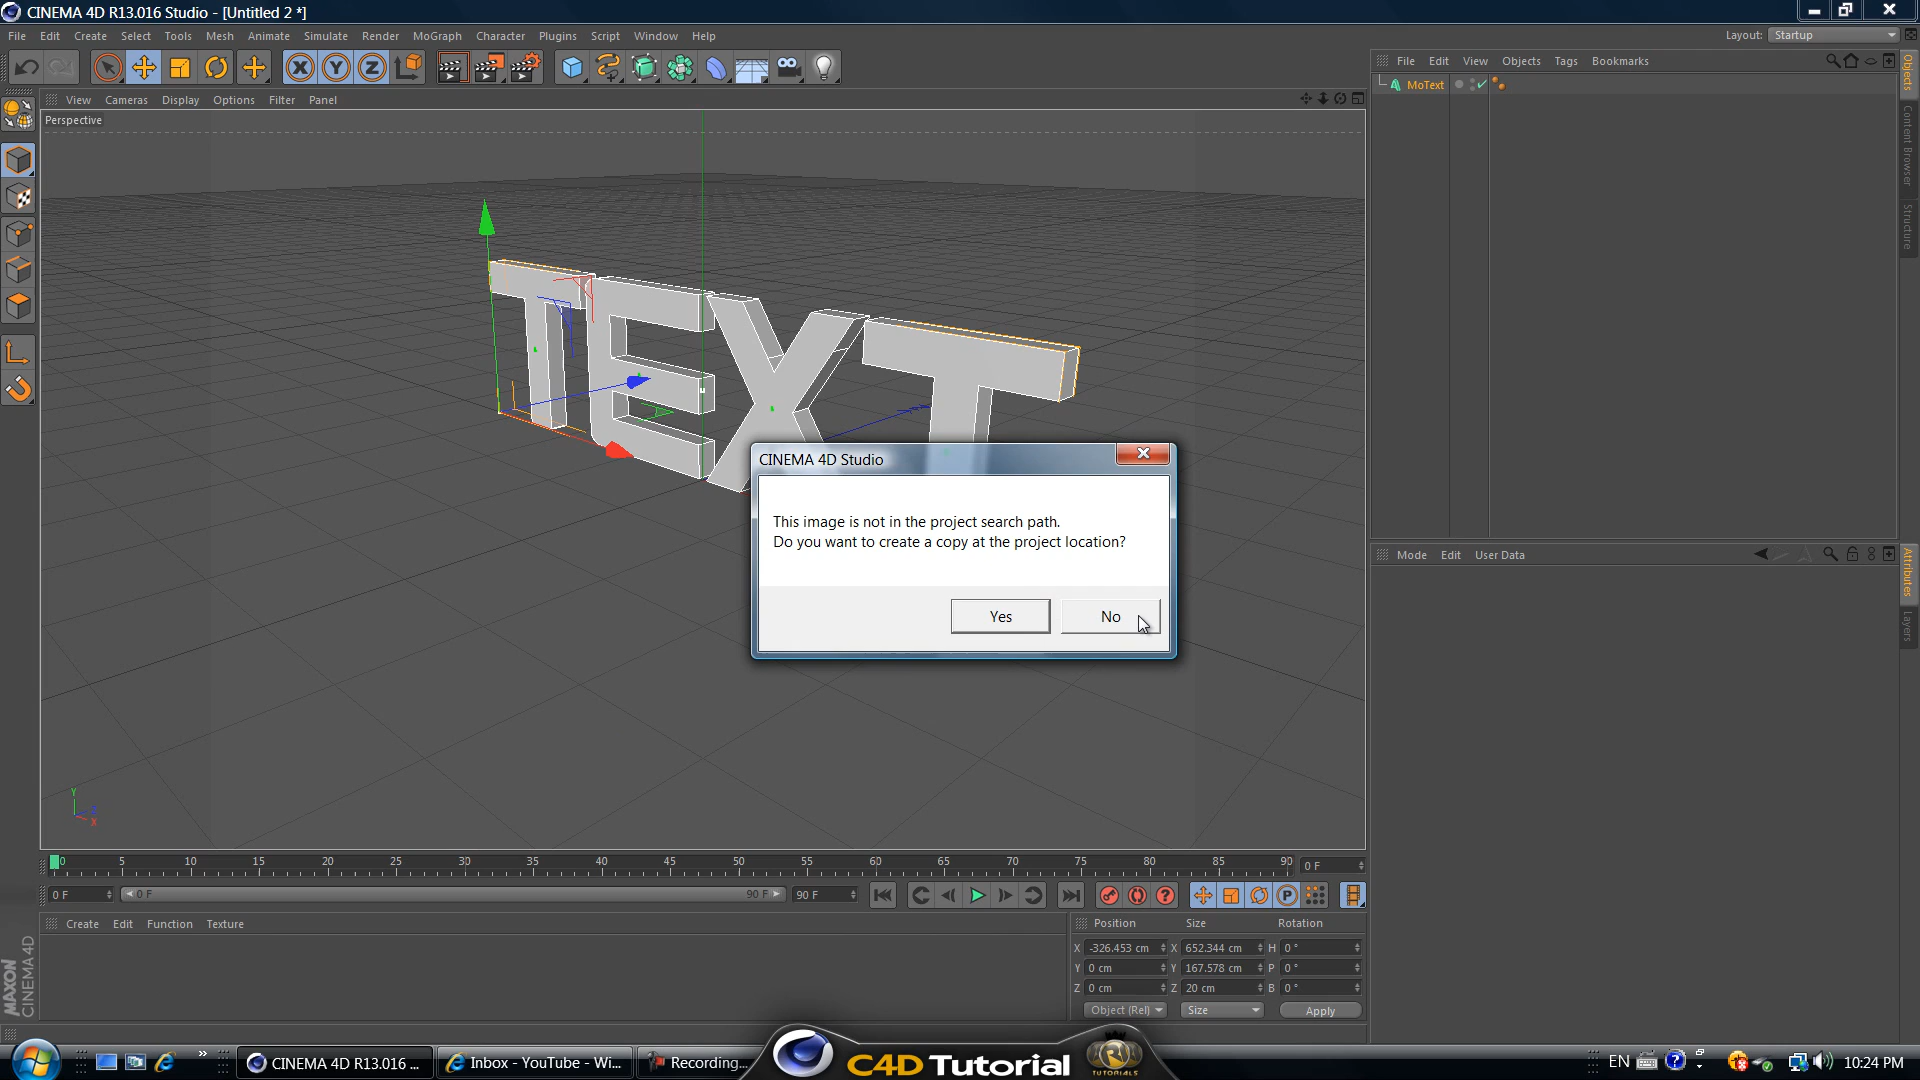 CINEMA 4D R13.016 Studio - [Untitled 2 *]
File Edit Create Select Tools Mesh Animate Simulate Render MoGraph Character Plugins Script Window Help
Layout: Startup
X Y Z
File Edit View Objects Tags Bookmarks
MoText
Objects
Content Browser
Structure
View Cameras Display Options Filter Panel
Perspective
CINEMA 4D Studio
This image is not in the project search path.
Do you want to create a copy at the project location?
Yes No
Mode Edit User Data
Attributes
Layers
TEXT
Y
Z
X
0 5 10 15 20 25 30 35 40 45 50 55 60 65 70 75 80 85 90 0 F
0 F 0 F 90 F 90 F
P
Create Edit Function Texture
Position Size Rotation
X -326.453 cm X 652.344 cm H 0 °
Y 0 cm Y 167.578 cm P 0 °
Z 0 cm Z 20 cm B 0 °
Object (Rel) Size Apply
MAXON
CINEMA 4D
CINEMA 4D R13.016 ... Inbox - YouTube - Wi... Recording...
C4D Tutorial
TUTORIALS
EN 10:24 PM